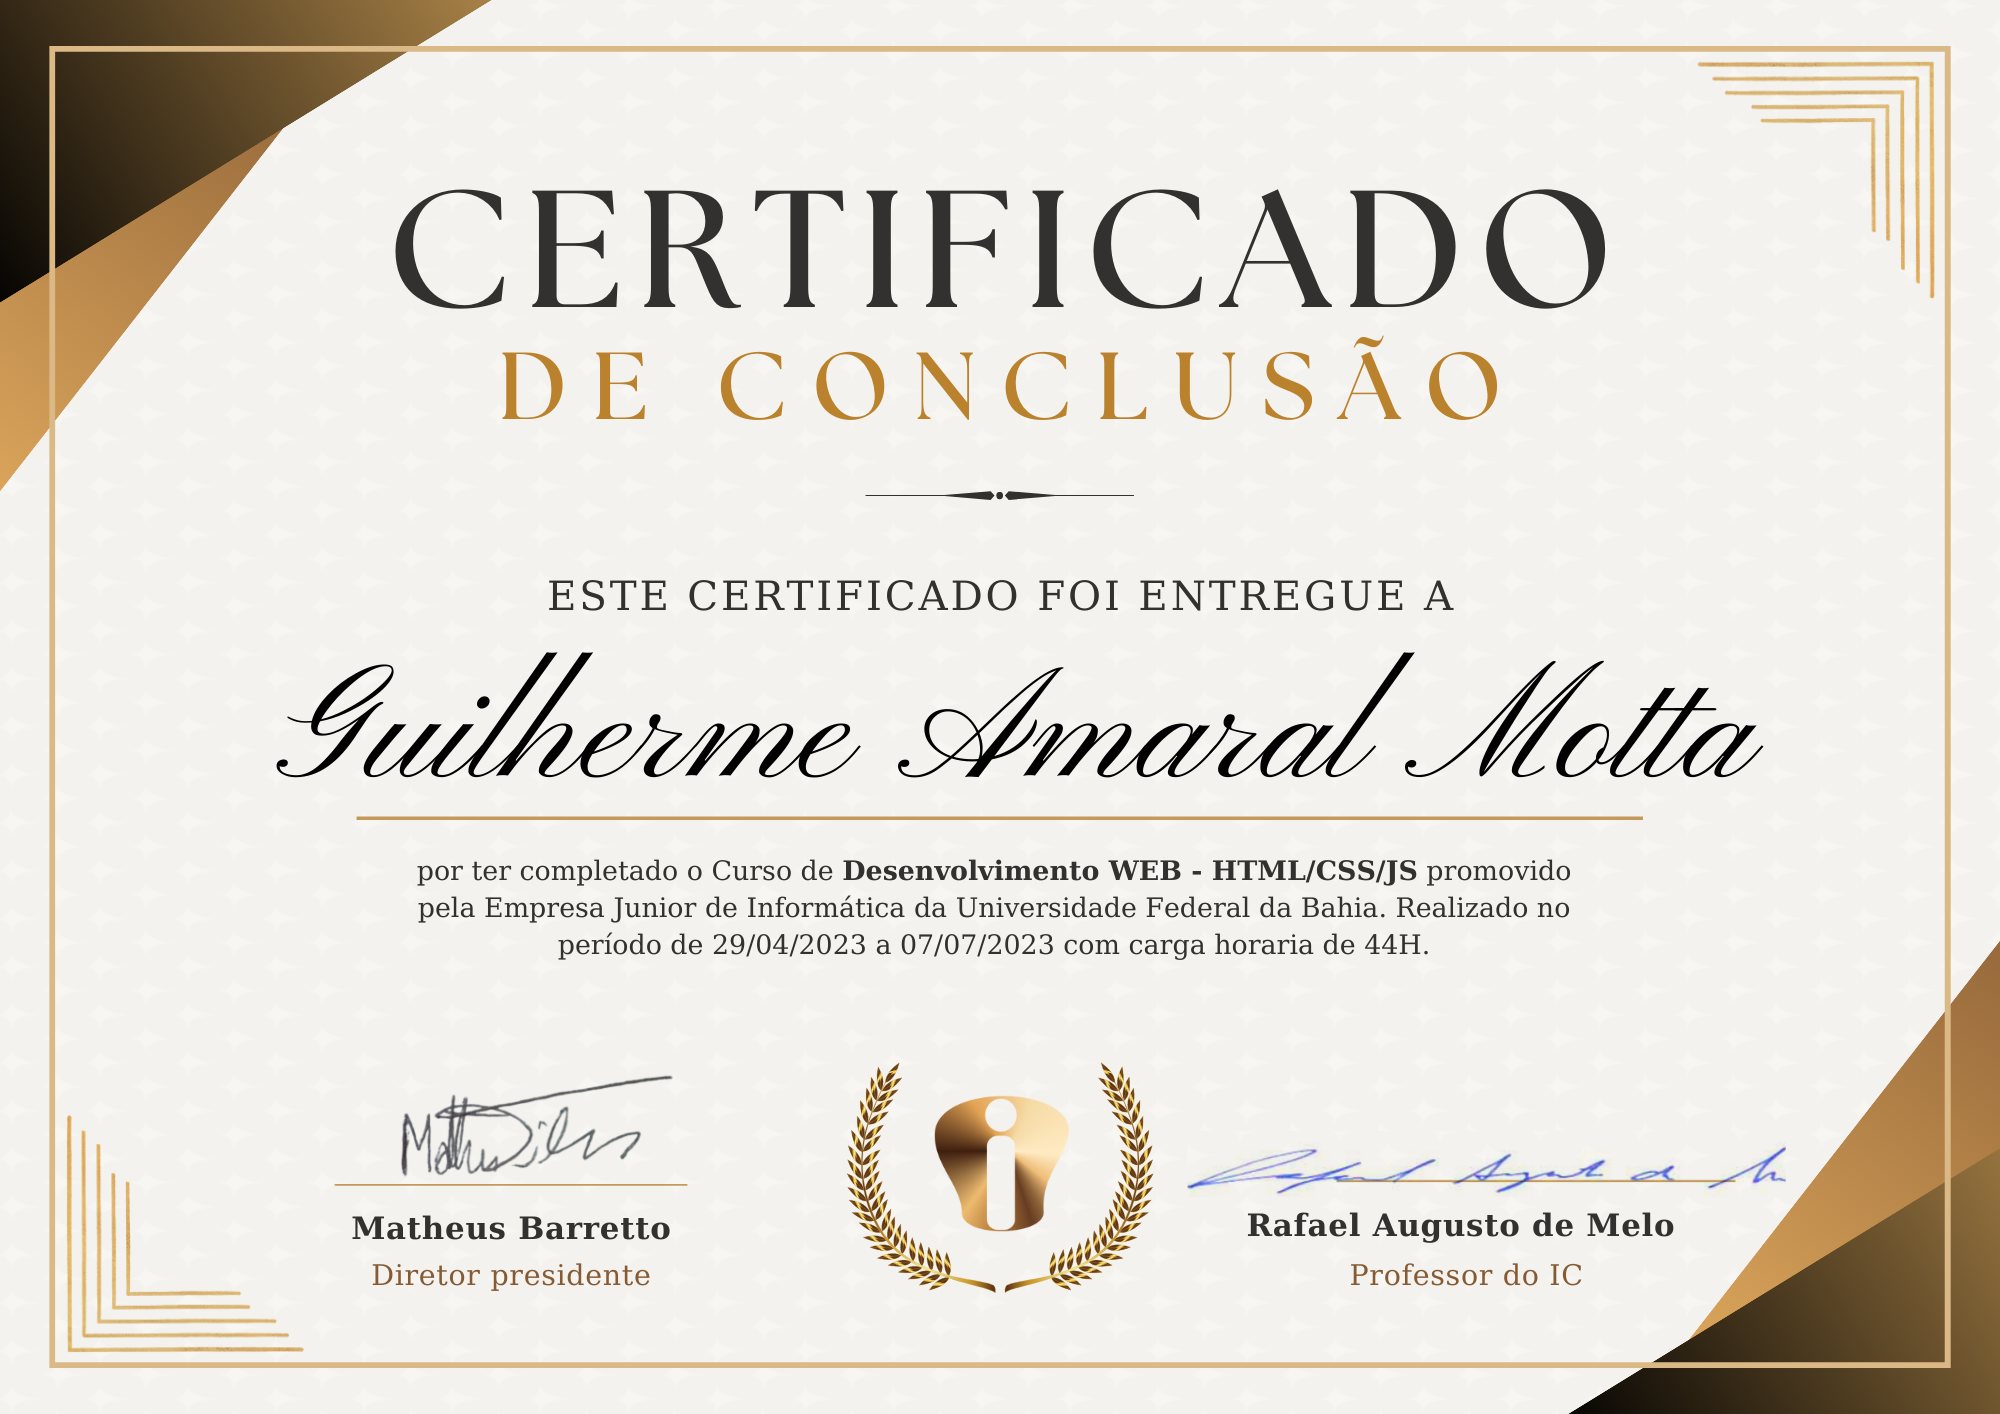 CERTIFICADO
DE CONCLUSÃO
ESTE CERTIFICADO FOI ENTREGUE A
Guilherme Amaral Motta
por ter completado o Curso de Desenvolvimento WEB - HTML/CSS/JS promovido
pela Empresa Junior de Informática da Universidade Federal da Bahia. Realizado no
período de 29/04/2023 a 07/07/2023 com carga horaria de 44H.
Matheus Barretto
Diretor presidente
i
Rafael Augusto de Melo
Professor do IC